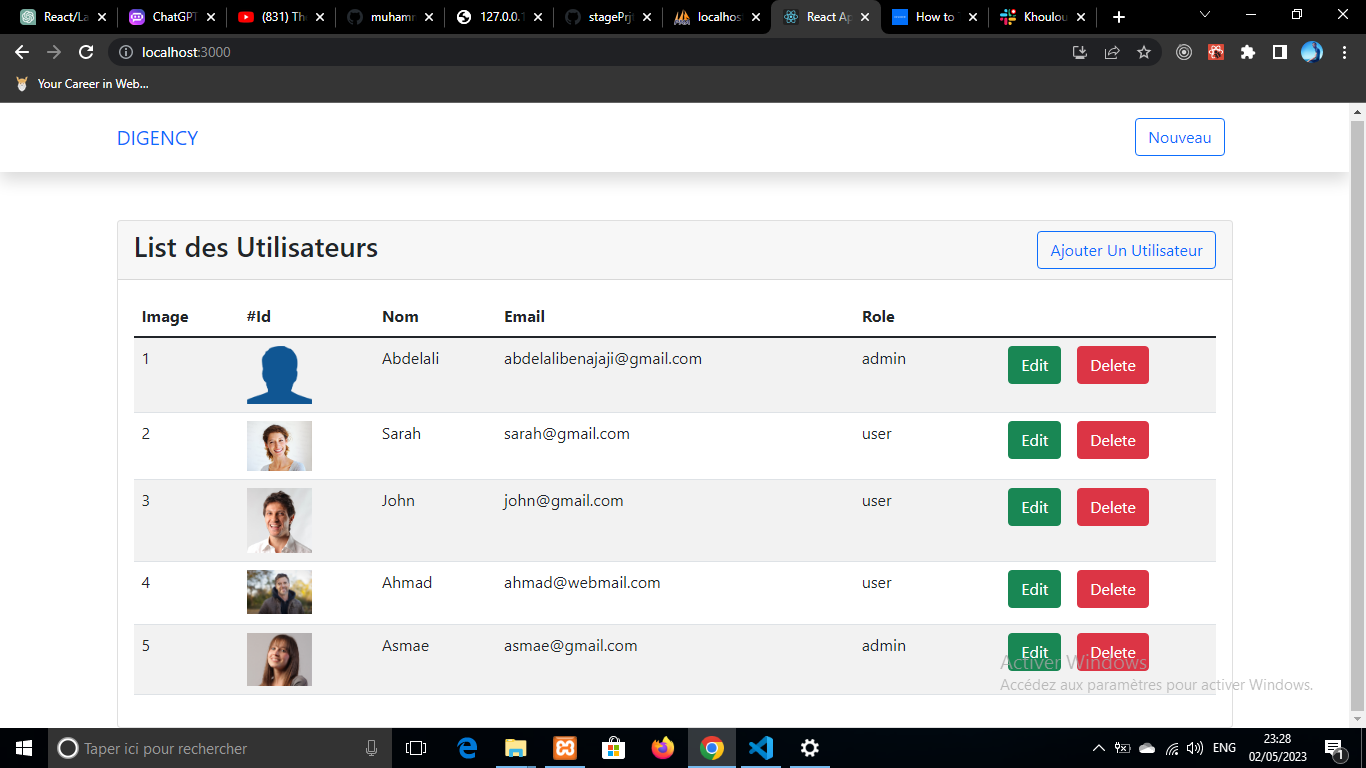 React/La
ChatGPT
(831) The
muhamm
127.0.0.1
stagePrj
localhos
React Ap
How to
Khoulou
localhost:3000
Your Career in Web...
DIGENCY
Nouveau
List des Utilisateurs
Ajouter Un Utilisateur
Image #Id Nom Email Role
1 Abdelali abdelalibenajaji@gmail.com admin Edit Delete
2 Sarah sarah@gmail.com user Edit Delete
3 John john@gmail.com user Edit Delete
4 Ahmad ahmad@webmail.com user Edit Delete
5 Asmae asmae@gmail.com admin Edit Delete
Activer Windows
Accédez aux paramètres pour activer Windows.
Taper ici pour rechercher
ENG
23:28
02/05/2023
1